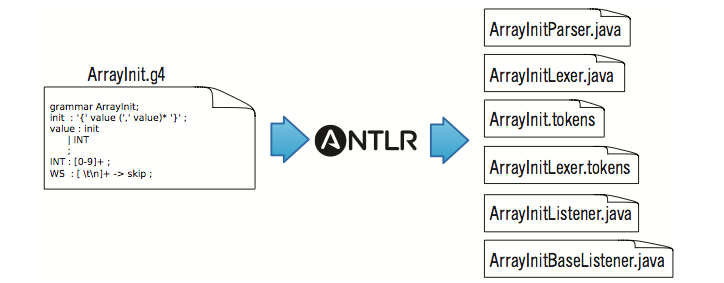 ArrayInit.g4
grammar ArrayInit;
init : '{' value (',' value)* '}' ;
value : init
| INT
;
INT : [0-9]+ ;
WS : [ \t\n]+ -> skip ;
ANTLR
ArrayInitParser.java
ArrayInitLexer.java
ArrayInit.tokens
ArrayInitLexer.tokens
ArrayInitListener.java
ArrayInitBaseListener.java